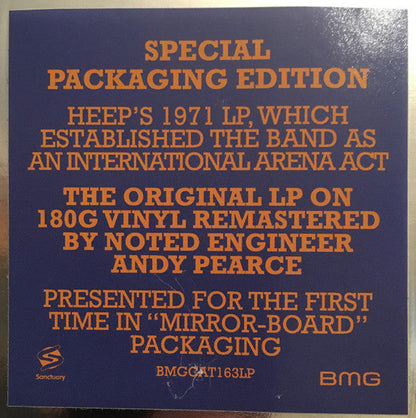 SPECIAL
PACKAGING EDITION
HEEP'S 1971 LP, WHICH
ESTABLISHED THE BAND AS
AN INTERNATIONAL ARENA ACT
THE ORIGINAL LP ON
180G VINYL REMASTERED
BY NOTED ENGINEER
ANDY PEARCE
PRESENTED FOR THE FIRST
TIME IN “MIRROR-BOARD”
PACKAGING
BMGCAT163LP
Sanctuary
BMG